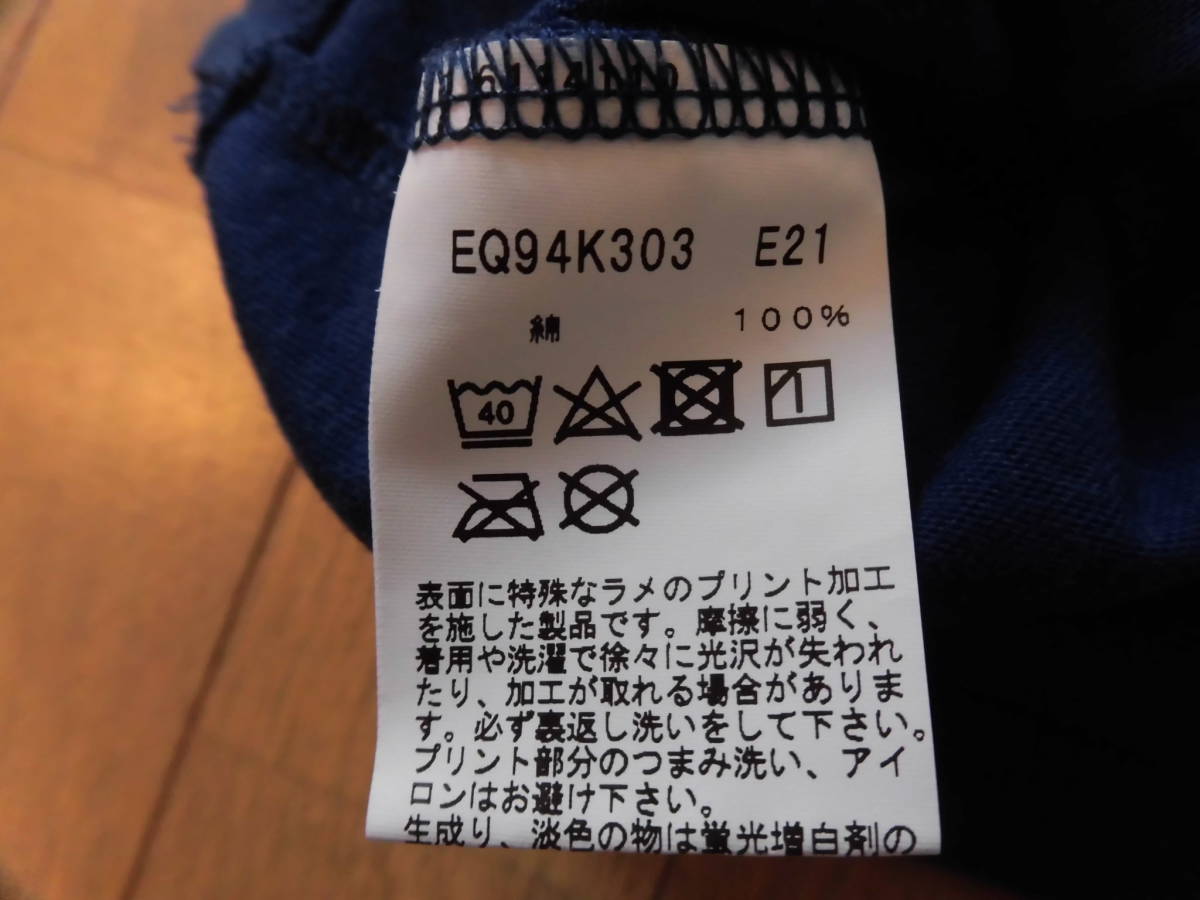 EQ94K303 E21
綿 100%
40
表面に特殊なラメのプリント加工
を施した製品です。摩擦に弱く、
着用や洗濯で徐々に光沢が失われ
たり、加工が取れる場合がありま
す。必ず裏返し洗いをして下さい。
プリント部分のつまみ洗い、アイ
ロンはお避け下さい。
生成り、淡色の物は蛍光増白剤の